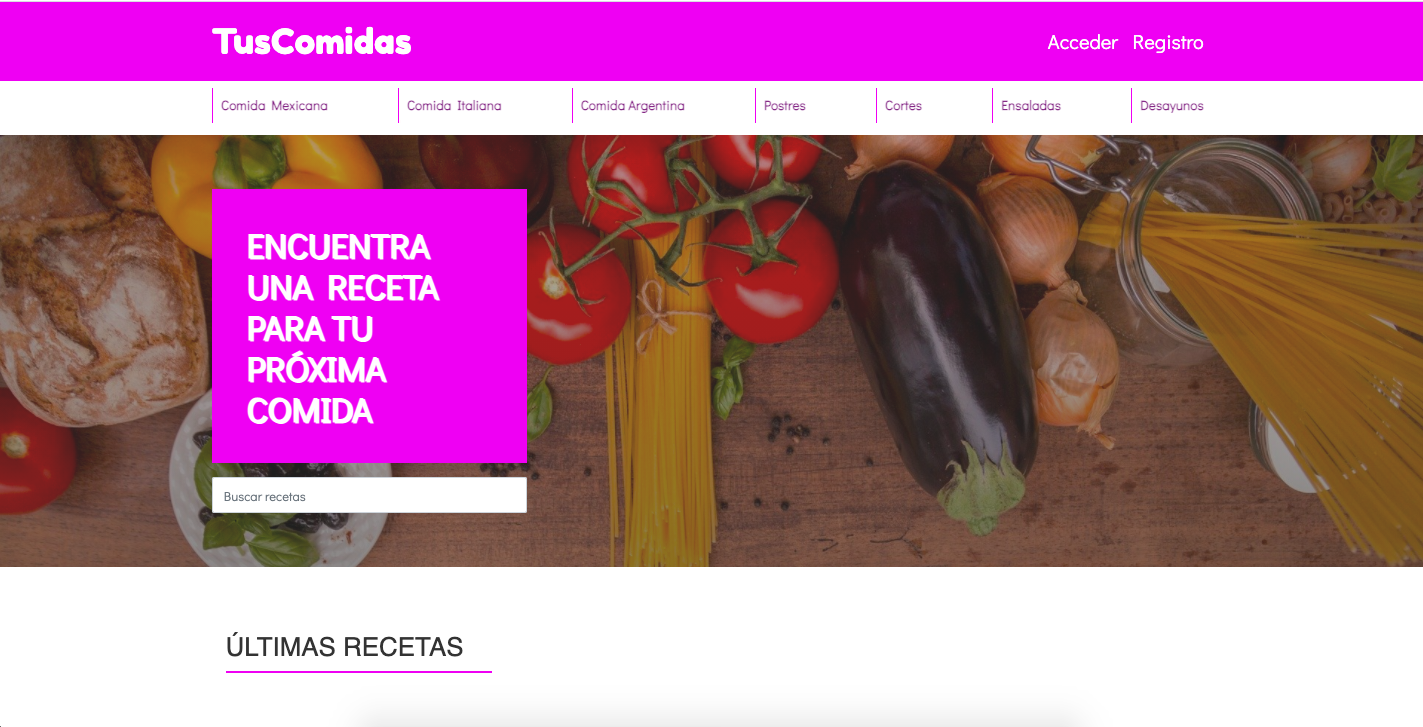 TusComidas
Acceder Registro
Comida Mexicana
Comida Italiana
Comida Argentina
Postres
Cortes
Ensaladas
Desayunos
ENCUENTRA
UNA RECETA
PARA TU
PRÓXIMA
COMIDA
Buscar recetas
ÚLTIMAS RECETAS